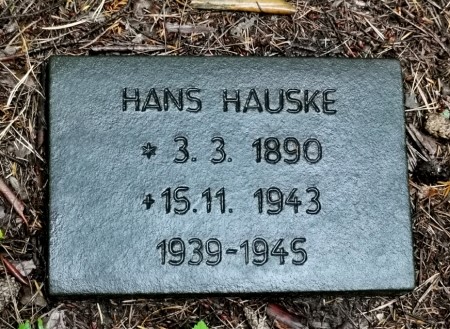 HANS HAUSKE
* 3. 3. 1890
+ 15. 11. 1943
1939-1945